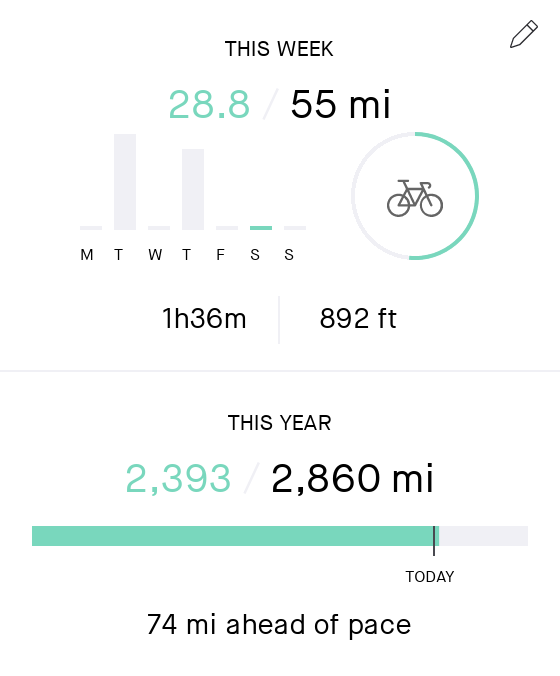 THIS WEEK
28.8 / 55 mi
M T W T F S S
1h36m 892 ft
THIS YEAR
2,393 / 2,860 mi
TODAY
74 mi ahead of pace